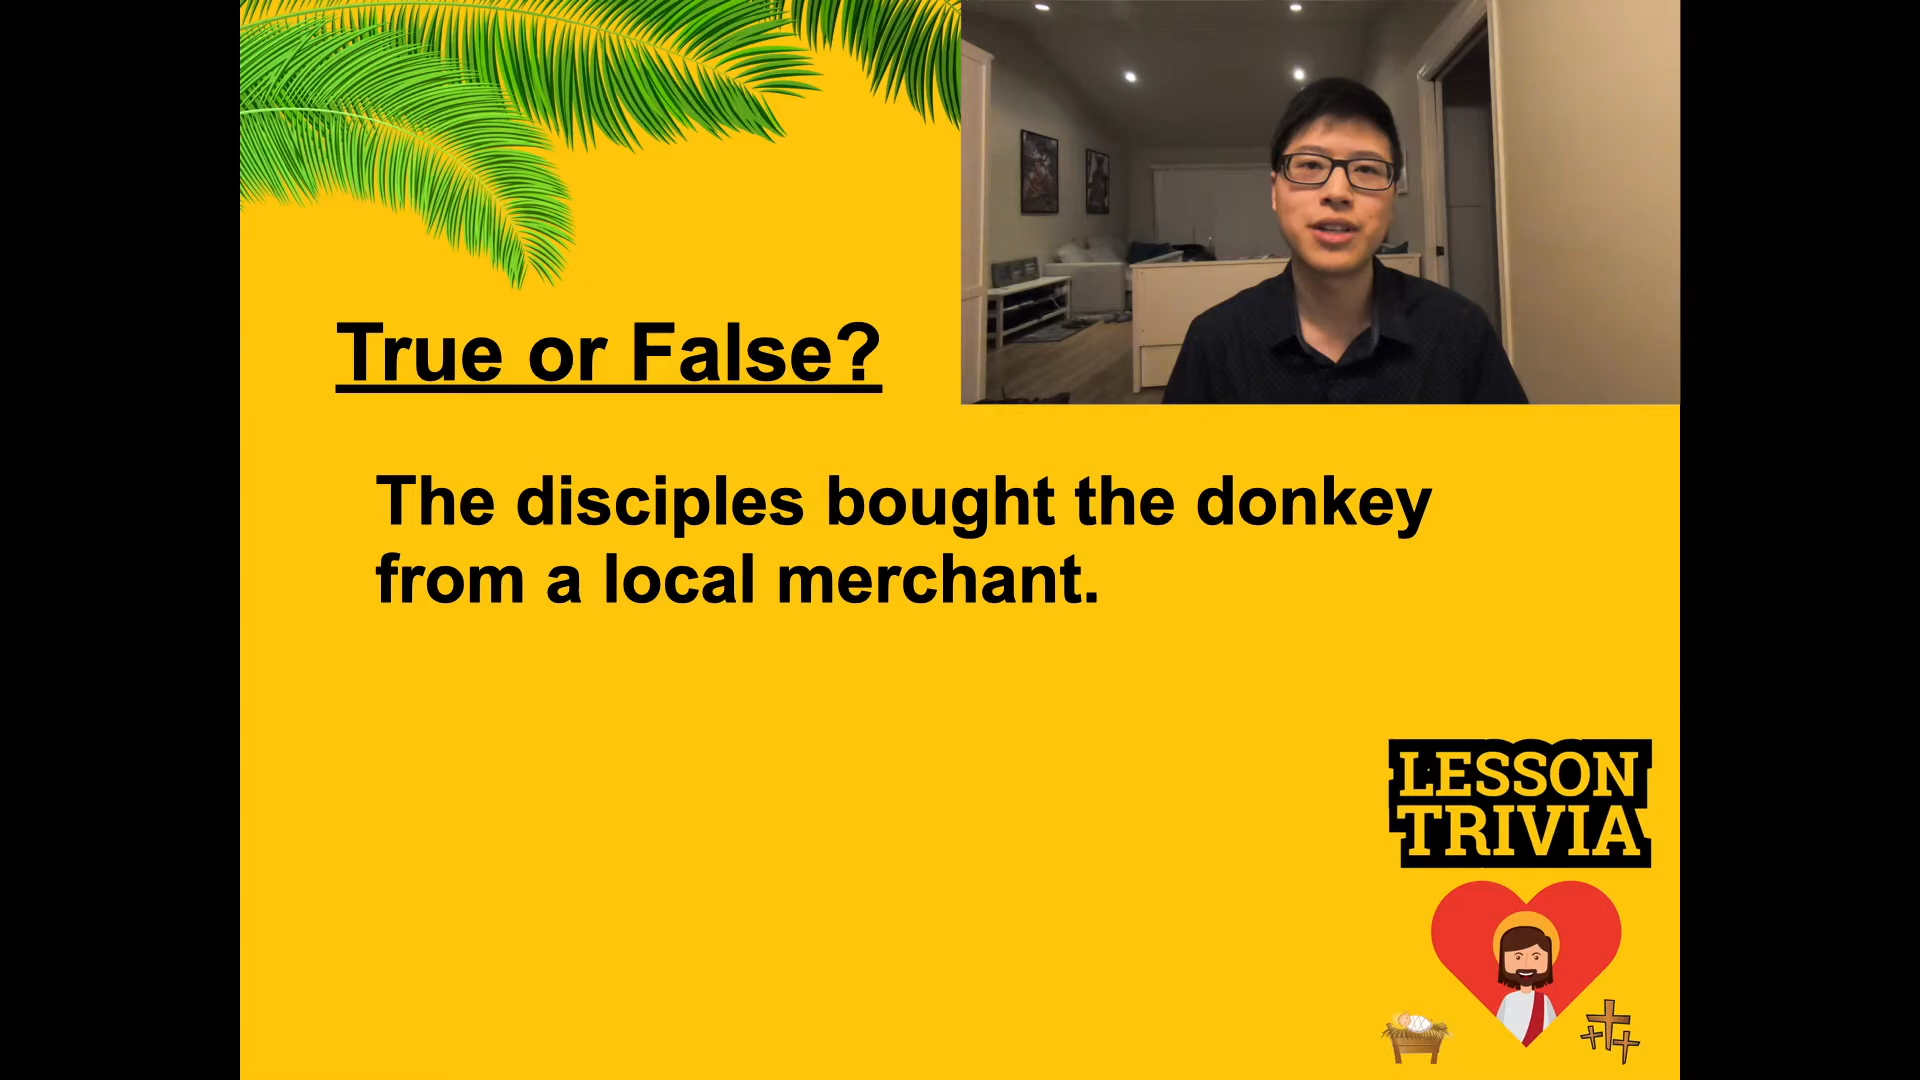 True or False?
The disciples bought the donkey
from a local merchant.
LESSON
TRIVIA